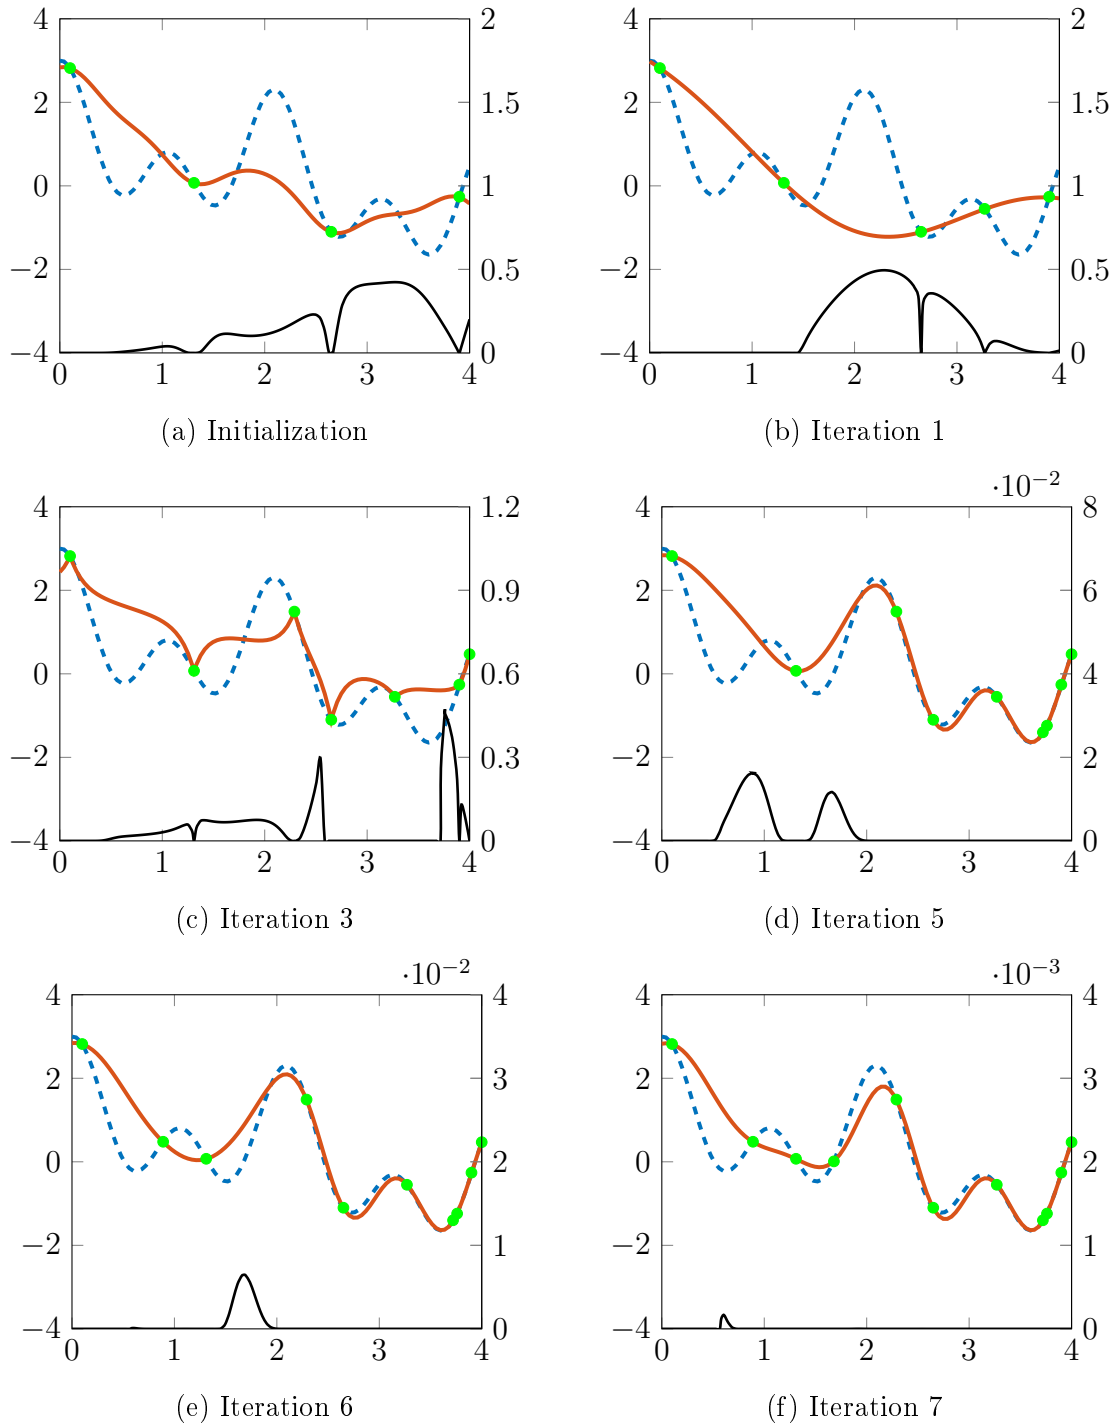 4 2 4 2
2 1.5 2 1.5
0 1 0 1
−2 0.5 −2 0.5
−4 0 −4 0
0 1 2 3 4 0 1 2 3 4
(a) Initialization (b) Iteration 1
·10−2
4 1.2 4 8
2 0.9 2 6
0 0.6 0 4
−2 0.3 −2 2
−4 0 −4 0
0 1 2 3 4 0 1 2 3 4
(c) Iteration 3 (d) Iteration 5
·10−2 ·10−3
4 4 4 4
2 3 2 3
0 2 0 2
−2 1 −2 1
−4 0 −4 0
0 1 2 3 4 0 1 2 3 4
(e) Iteration 6 (f) Iteration 7